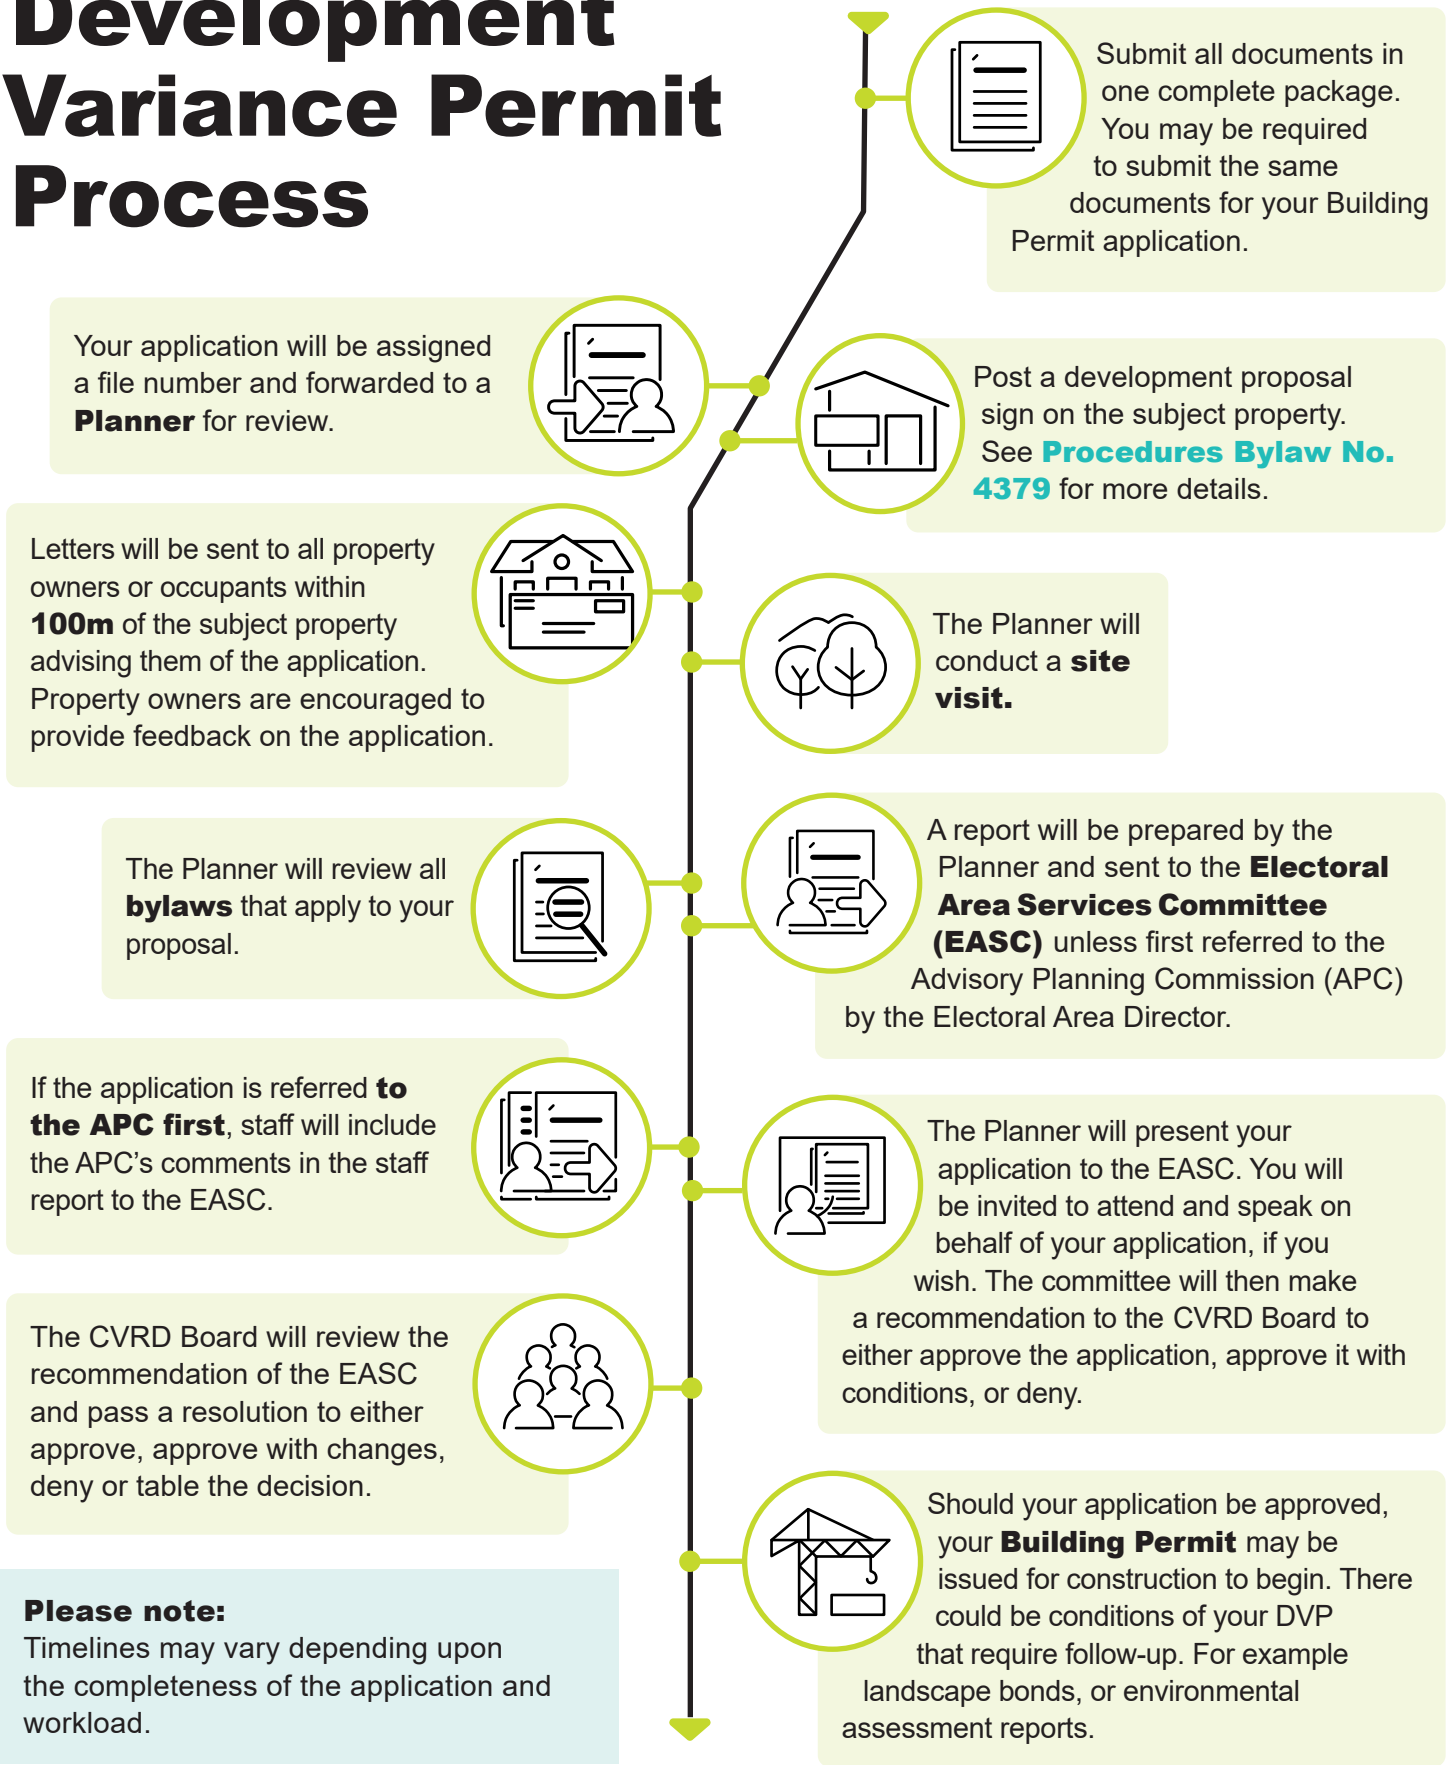 Development
Variance Permit
Process
Submit all documents in
one complete package.
You may be required
to submit the same
documents for your Building
Permit application.
Your application will be assigned
a file number and forwarded to a
Planner for review.
Post a development proposal
sign on the subject property.
See Procedures Bylaw No.
4379 for more details.
Letters will be sent to all property
owners or occupants within
100m of the subject property
advising them of the application.
Property owners are encouraged to
provide feedback on the application.
The Planner will
conduct a site
visit.
The Planner will review all
bylaws that apply to your
proposal.
A report will be prepared by the
Planner and sent to the Electoral
Area Services Committee
(EASC) unless first referred to the
Advisory Planning Commission (APC)
by the Electoral Area Director.
If the application is referred to
the APC first, staff will include
the APC’s comments in the staff
report to the EASC.
The Planner will present your
application to the EASC. You will
be invited to attend and speak on
behalf of your application, if you
wish. The committee will then make
a recommendation to the CVRD Board to
either approve the application, approve it with
conditions, or deny.
The CVRD Board will review the
recommendation of the EASC
and pass a resolution to either
approve, approve with changes,
deny or table the decision.
Should your application be approved,
your Building Permit may be
issued for construction to begin. There
could be conditions of your DVP
that require follow-up. For example
landscape bonds, or environmental
assessment reports.
Please note:
Timelines may vary depending upon
the completeness of the application and
workload.